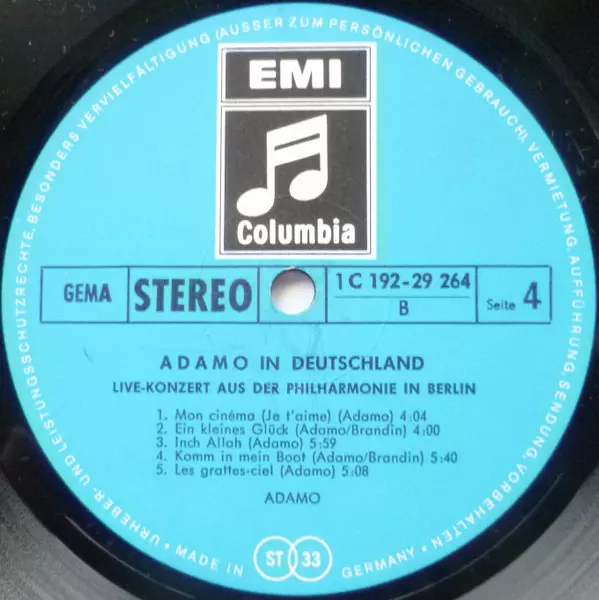 URHEBER- UND LEISTUNGSSCHUTZRECHTE, BESONDERS VERVIELFÄLTIGUNG (AUSSER ZUM PERSÖNLICHEN GEBRAUCH), VERMIETUNG, AUFFÜHRUNG, SENDUNG, VORBEHALTEN
EMI
Columbia
GEMA
STEREO
1 C 192-29 264
B
Seite 4
ADAMO IN DEUTSCHLAND
LIVE-KONZERT AUS DER PHILHARMONIE IN BERLIN
1. Mon cinéma (Je t'aime) (Adamo) 4:04
2. Ein kleines Glück (Adamo/Brandin) 4:00
3. Inch Allah (Adamo) 5:59
4. Komm in mein Boot (Adamo/Brandin) 5:40
5. Les grattes-ciel (Adamo) 5:08
ADAMO
• MADE IN GERMANY •
ST 33